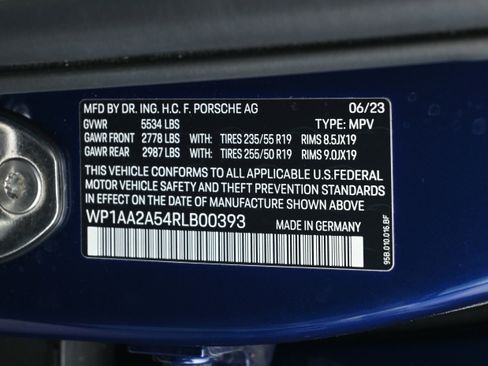 MFD BY DR. ING. H.C. F. PORSCHE AG 06/23
GVWR 5534 LBS TYPE: MPV
GAWR FRONT 2778 LBS WITH: TIRES 235/55 R19 RIMS 8.5JX19
GAWR REAR 2987 LBS WITH: TIRES 255/50 R19 RIMS 9.0JX19
THIS VEHICLE CONFORMS TO ALL APPLICABLE U.S.FEDERAL
MOTOR VEHICLE SAFETY AND THEFT PREVENTION STANDARDS
IN EFFECT ON THE DATE OF MANUFACTURE SHOWN ABOVE.
WP1AA2A54RLB00393 MADE IN GERMANY
95B.010.016.BF